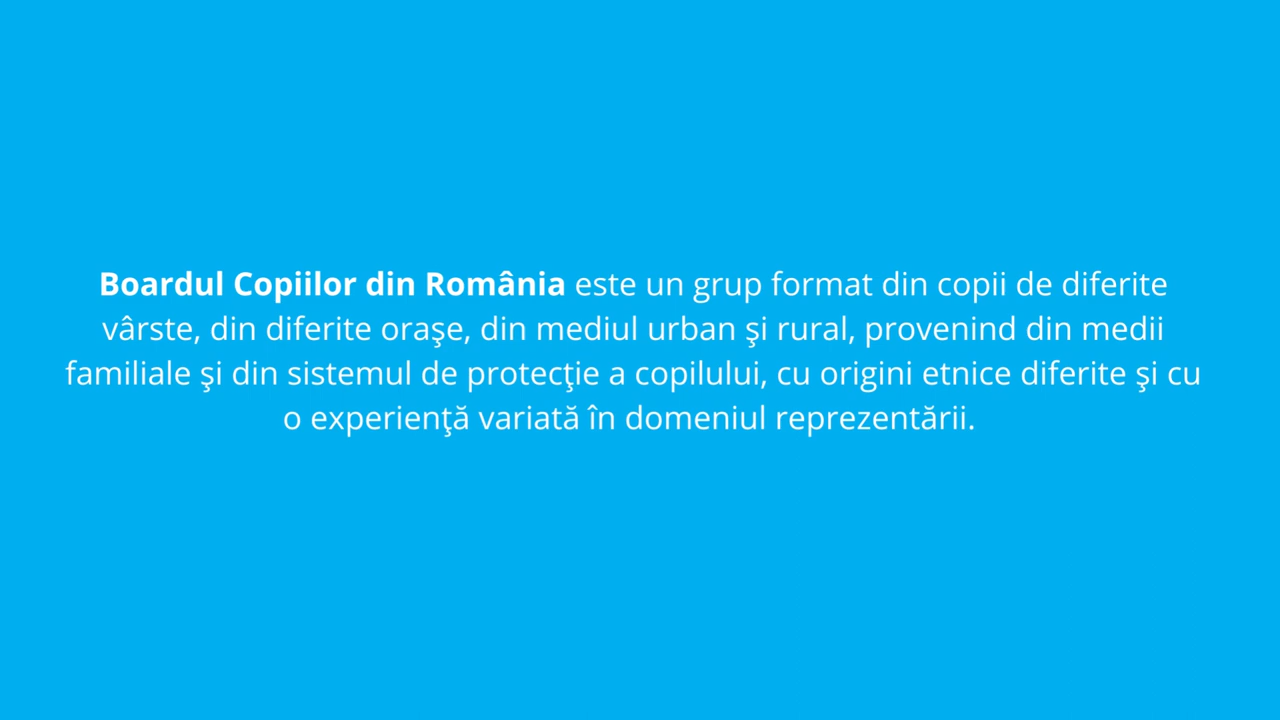 Boardul Copiilor din România este un grup format din copii de diferite
vârste, din diferite oraşe, din mediul urban şi rural, provenind din medii
familiale şi din sistemul de protecţie a copilului, cu origini etnice diferite şi cu
o experienţă variată în domeniul reprezentării.